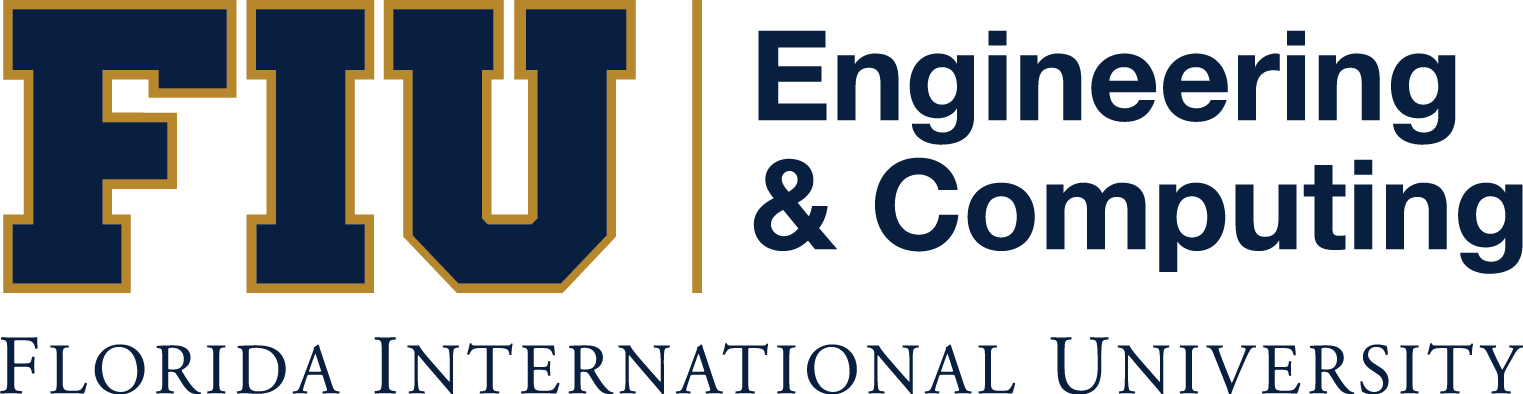 FIU
Engineering
& Computing
FLORIDA INTERNATIONAL UNIVERSITY